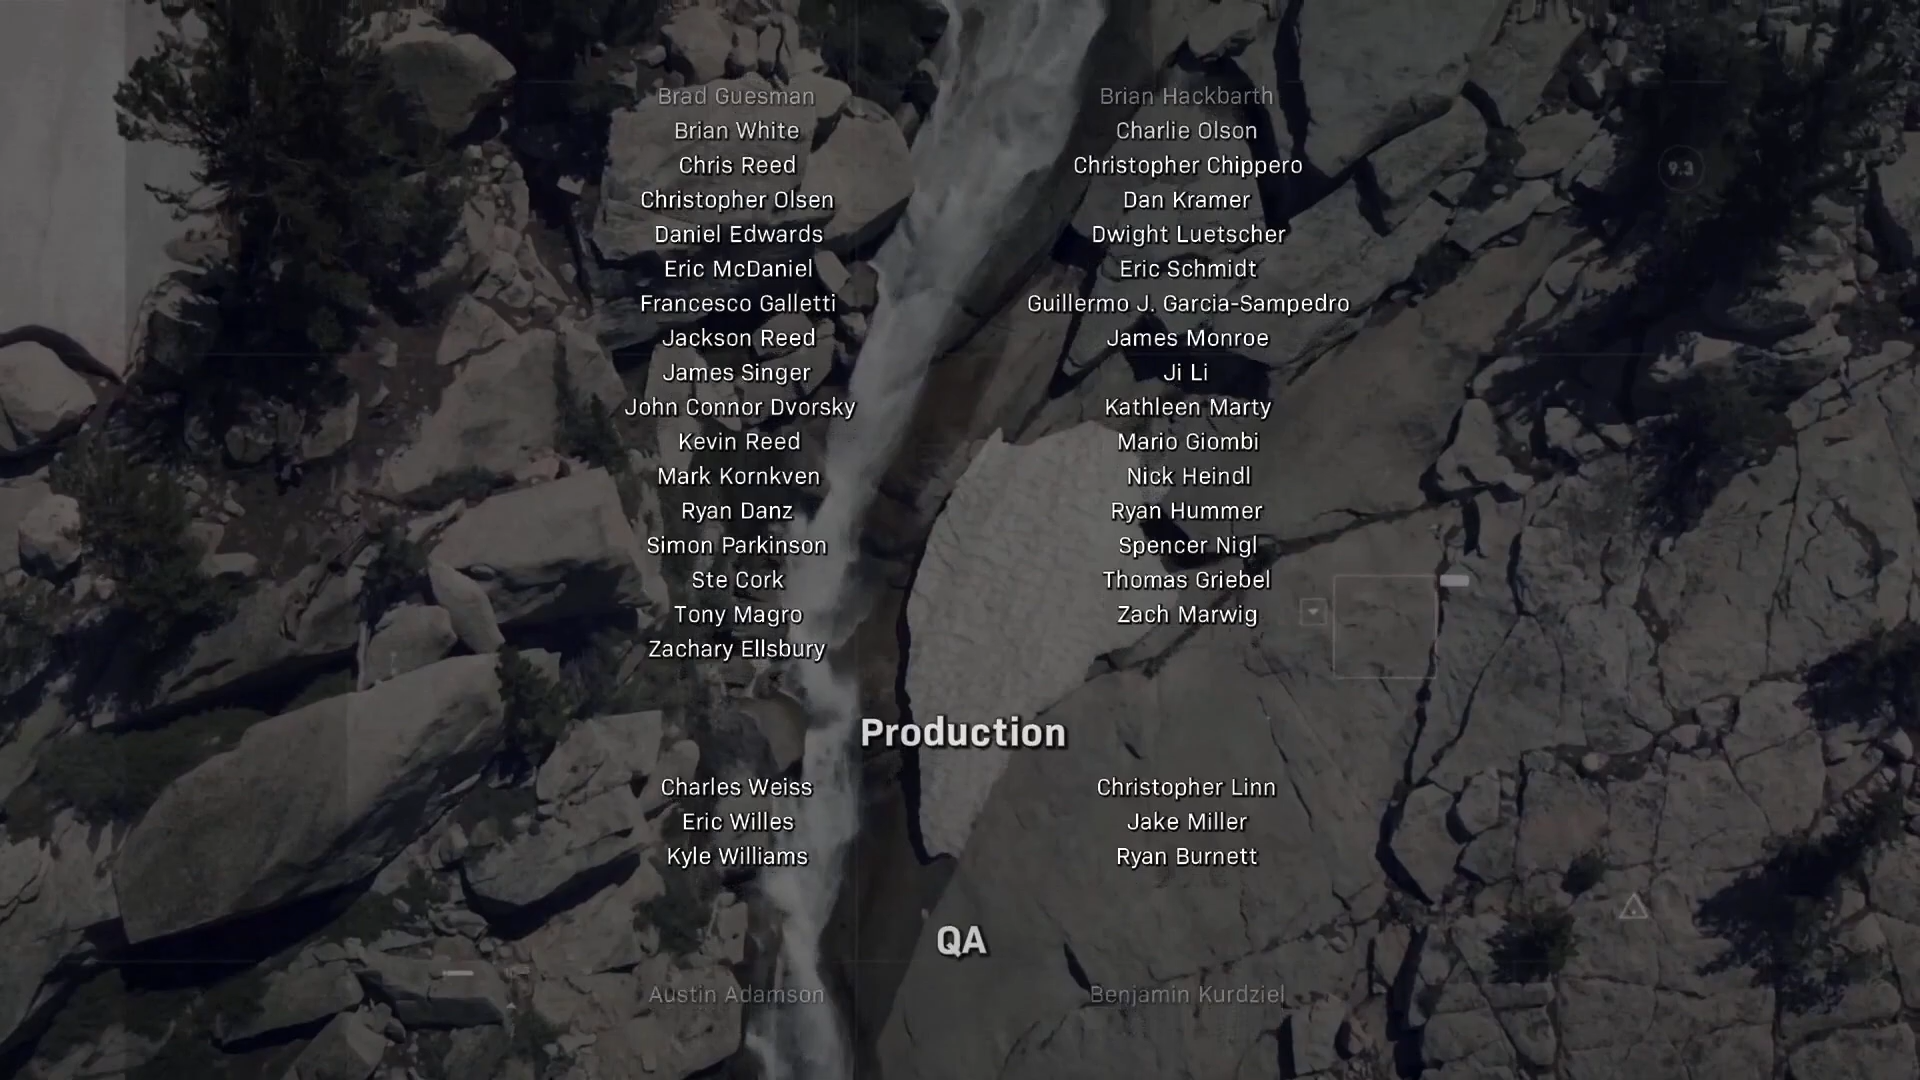 Brad Guesman Brian Hackbarth
Brian White Charlie Olson
Chris Reed Christopher Chippero
Christopher Olsen Dan Kramer
Daniel Edwards Dwight Luetscher
Eric McDaniel Eric Schmidt
Francesco Galletti Guillermo J. Garcia-Sampedro
Jackson Reed James Monroe
James Singer Ji Li
John Connor Dvorsky Kathleen Marty
Kevin Reed Mario Giombi
Mark Kornkven Nick Heindl
Ryan Danz Ryan Hummer
Simon Parkinson Spencer Nigl
Ste Cork Thomas Griebel
Tony Magro Zach Marwig
Zachary Ellsbury
Production
Charles Weiss Christopher Linn
Eric Willes Jake Miller
Kyle Williams Ryan Burnett
QA
Austin Adamson Benjamin Kurdziel
9.3